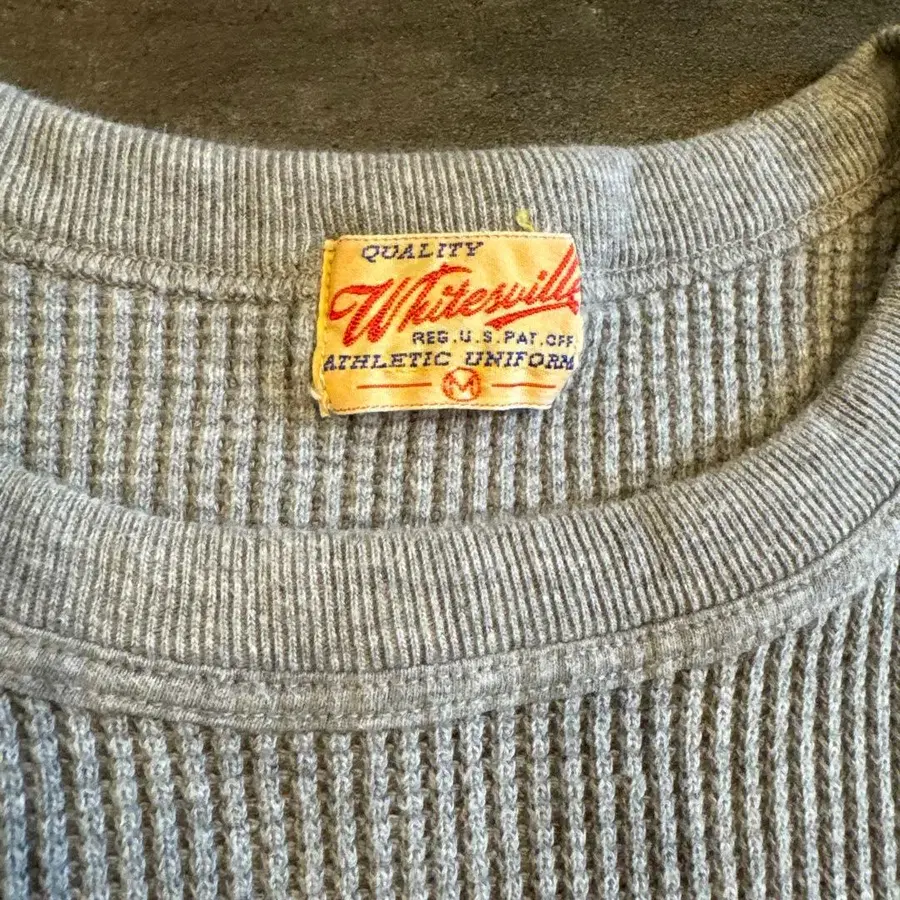 QUALITY
Whitesville
REG.U.S.PAT.OFF.
ATHLETIC UNIFORM
M